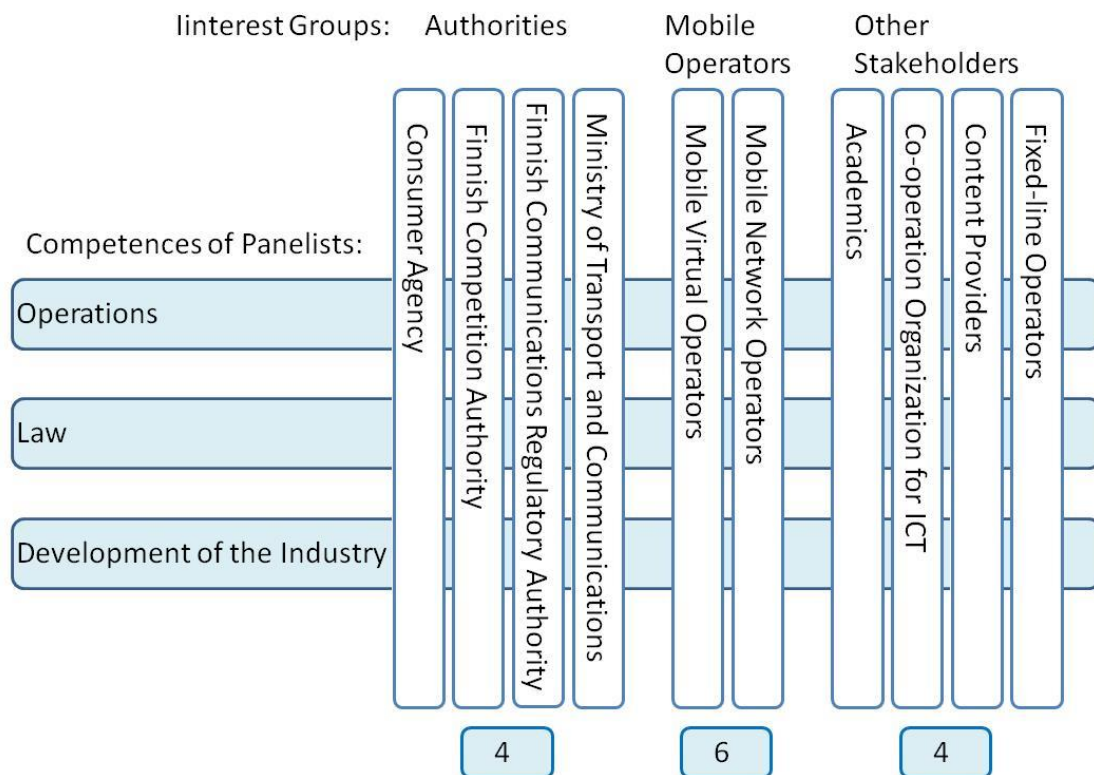 Iinterest Groups:
Authorities
Mobile
Operators
Other
Stakeholders
Consumer Agency
Finnish Competition Authority
Finnish Communications Regulatory Authority
Ministry of Transport and Communications
Mobile Virtual Operators
Mobile Network Operators
Academics
Co-operation Organization for ICT
Content Providers
Fixed-line Operators
Competences of Panelists:
Operations
Law
Development of the Industry
4
6
4